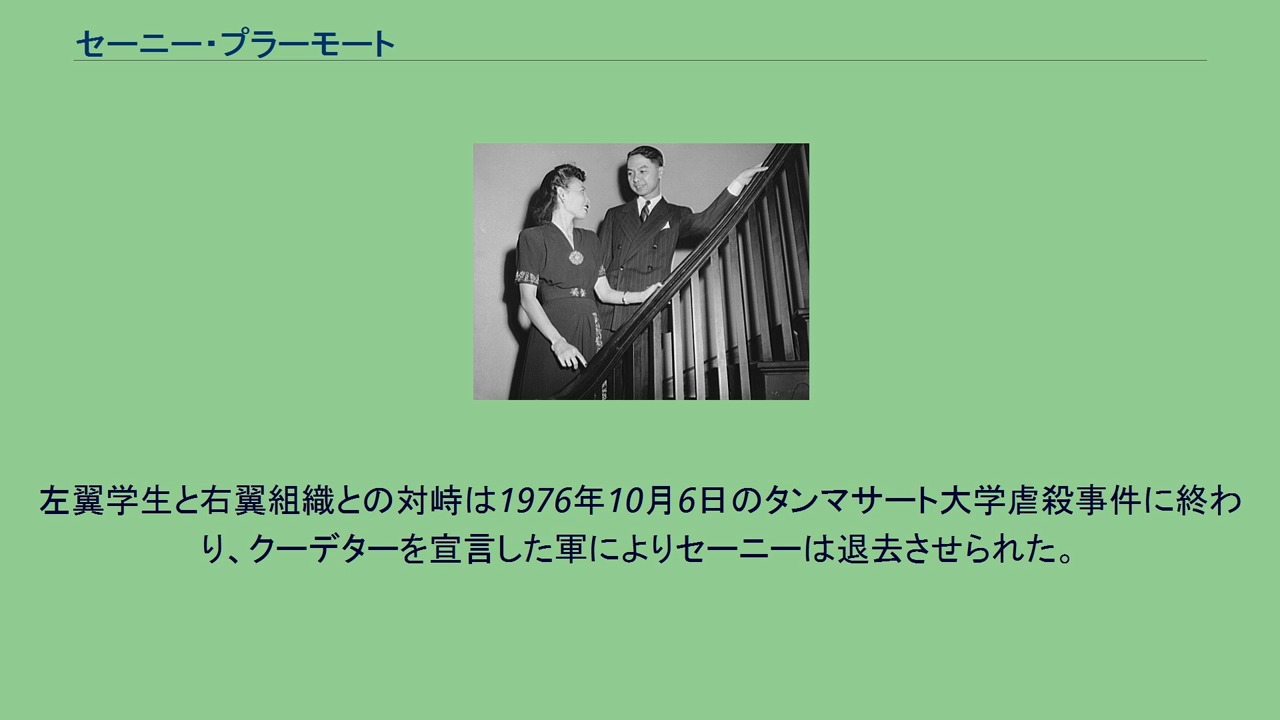 セーニー・プラーモート
左翼学生と右翼組織との対峙は1976年10月6日のタンマサート大学虐殺事件に終わ
り、クーデターを宣言した軍によりセーニーは退去させられた。